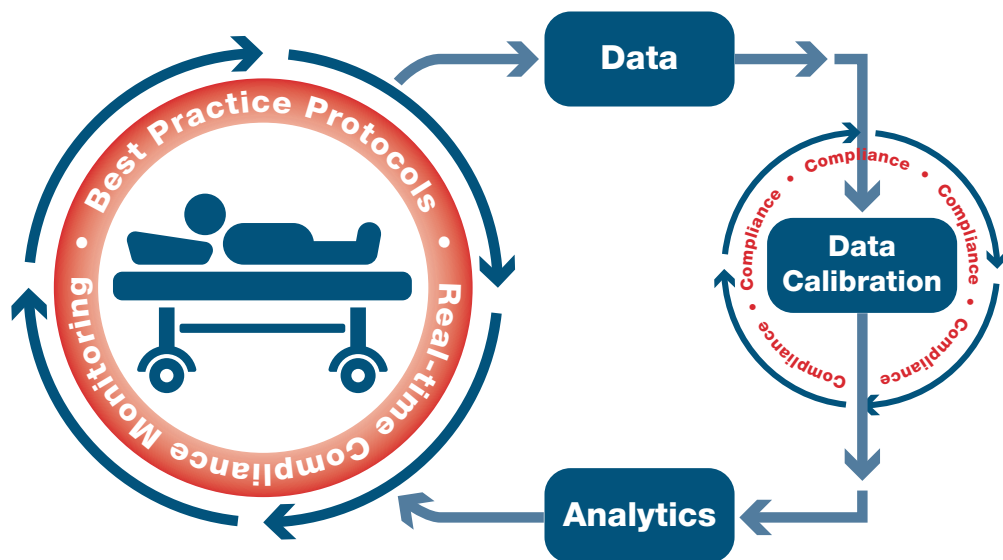 Best Practice Protocols •
Real-time Compliance Monitoring •
Data
Compliance • Compliance • Compliance • Compliance • Compliance • Compliance
Data
Calibration
Analytics